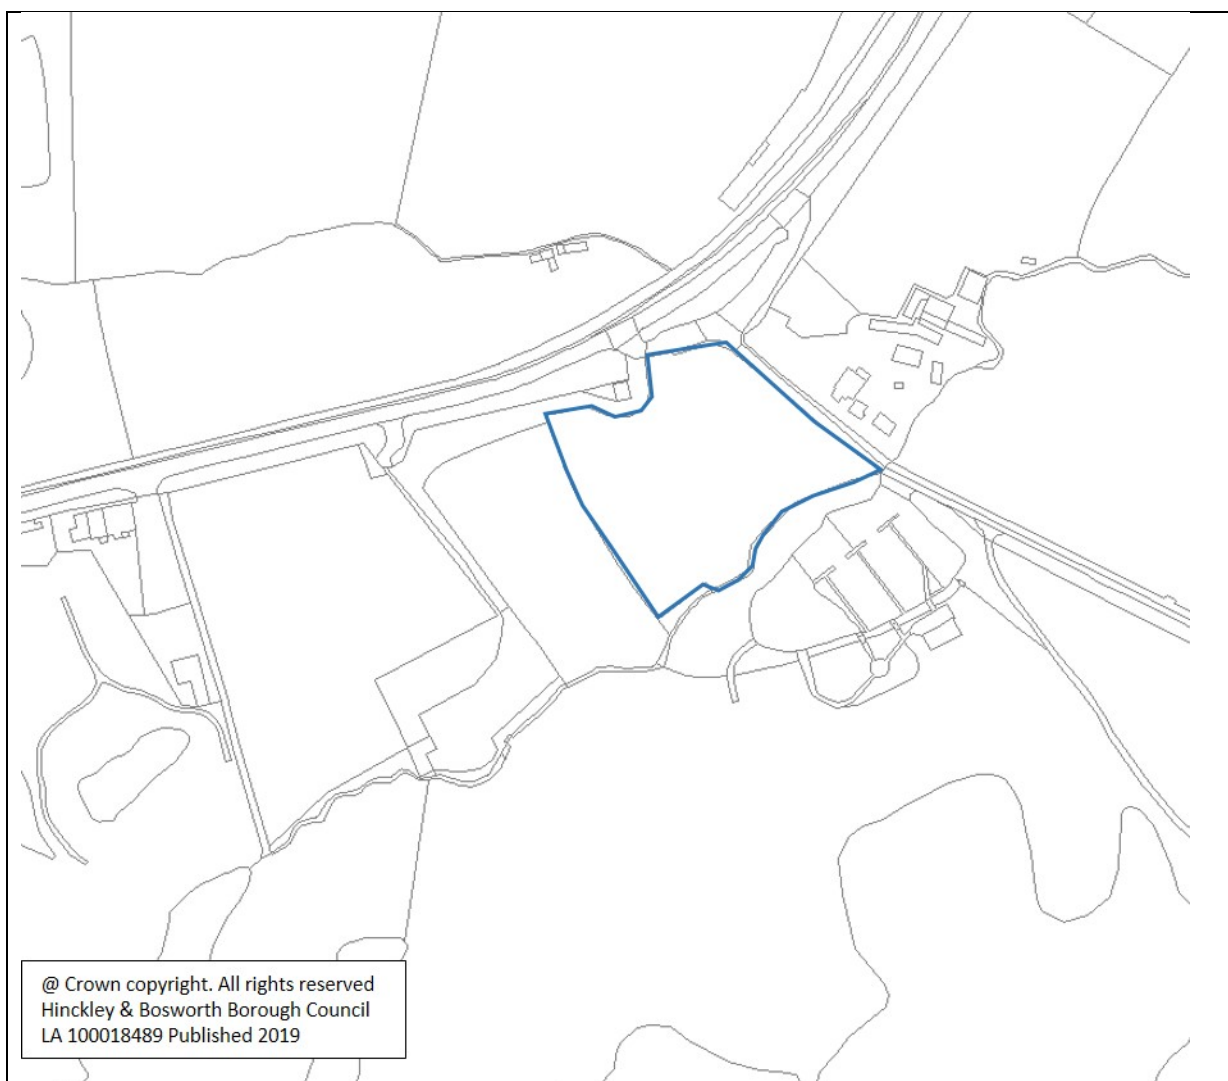 @ Crown copyright. All rights reserved
Hinckley & Bosworth Borough Council
LA 100018489 Published 2019